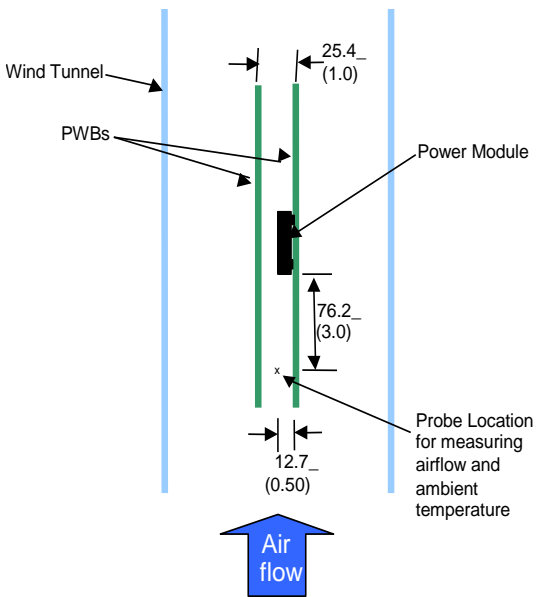 25.4_
(1.0)
Wind Tunnel
PWBs
Power Module
76.2_
(3.0)
x
Probe Location
for measuring
airflow and
ambient
temperature
12.7_
(0.50)
Air
flow